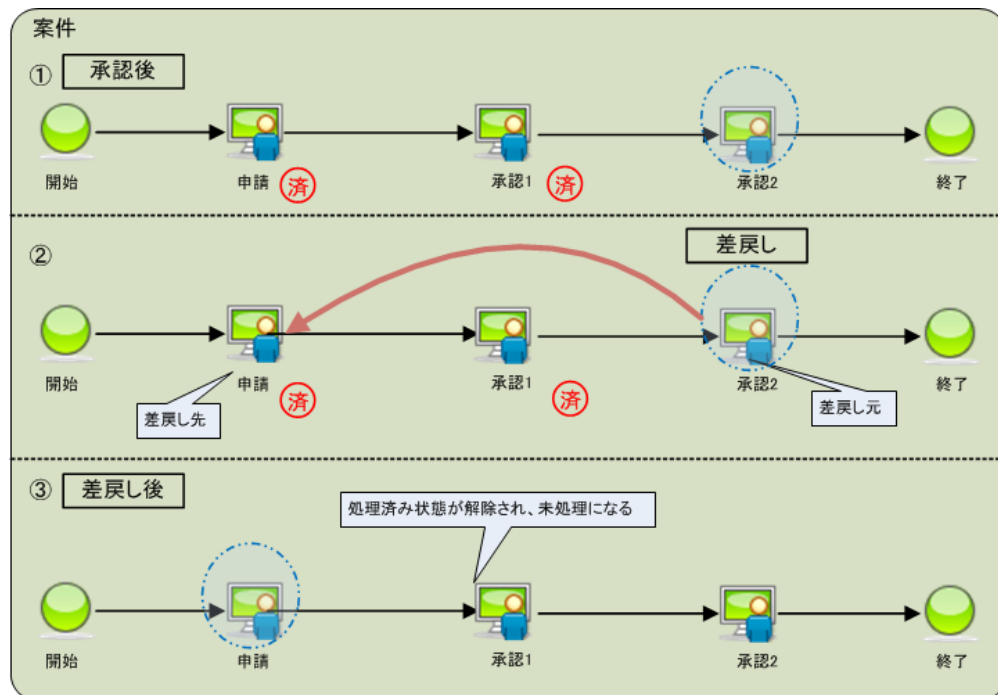 案件
① 承認後
開始 申請 済 承認1 済 承認2 終了
② 差戻し
開始 申請 済 承認1 済 承認2 終了
差戻し先 差戻し元
③ 差戻し後
処理済み状態が解除され、未処理になる
開始 申請 承認1 承認2 終了